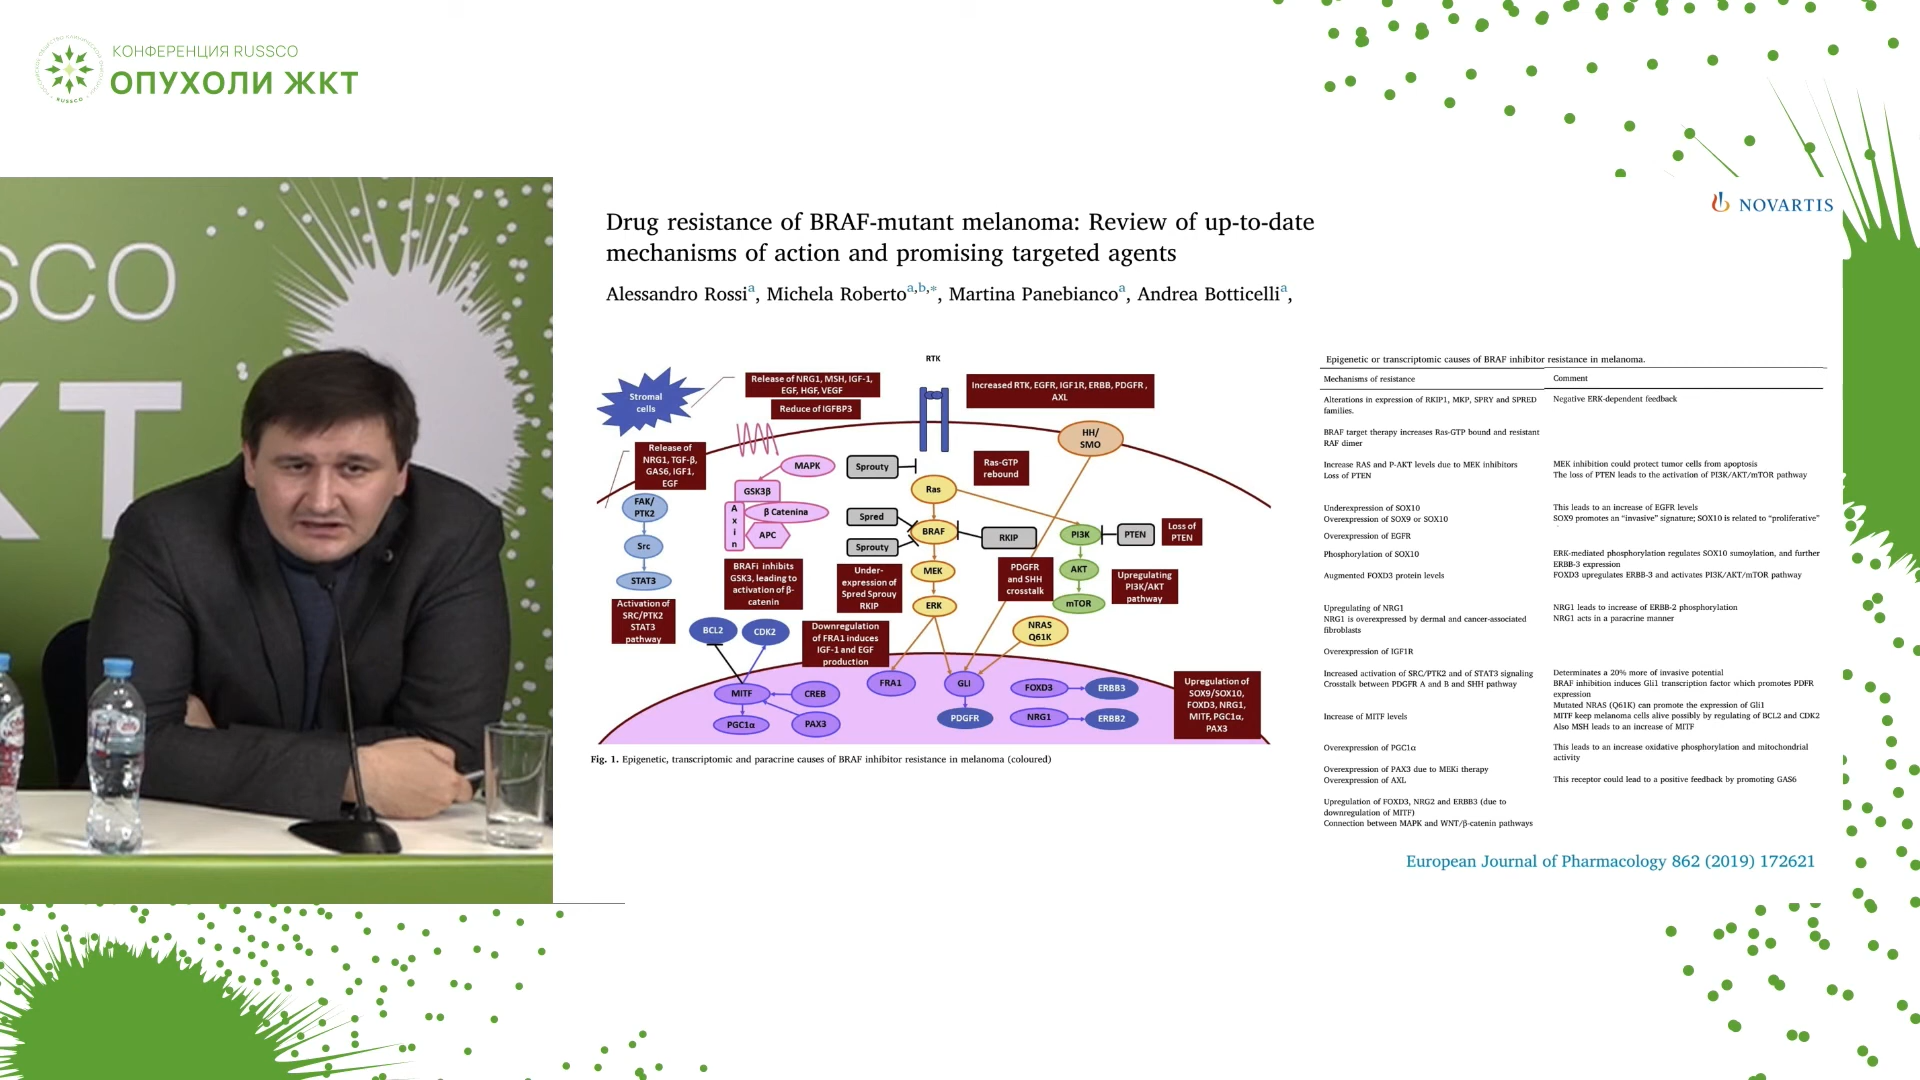 КОНФЕРЕНЦИЯ RUSSCO
ОПУХОЛИ ЖКТ
RUSSCO
SCO
КТ
NOVARTIS
Drug resistance of BRAF-mutant melanoma: Review of up-to-date
mechanisms of action and promising targeted agents
Alessandro Rossia, Michela Robertoa,b,*, Martina Panebiancoa, Andrea Botticellia,
RTK
Stromal
cells
Release of NRG1, MSH, IGF-1,
EGF, HGF, VEGF
Reduce of IGFBP3
Increased RTK, EGFR, IGF1R, ERBB, PDGFR ,
AXL
HH/
SMO
Release of
NRG1, TGF-β,
GAS6, IGF1,
EGF
MAPK
Sprouty
Ras-GTP
rebound
GSK3β
Ras
FAK/
PTK2
Axin
β Catenina
APC
Spred
Sprouty
BRAF
RKIP
PI3K
PTEN
Loss of
PTEN
Src
STAT3
BRAFi inhibits
GSK3, leading to
activation of β-
catenin
Under-
expression of
Spred Sprouy
RKIP
MEK
ERK
PDGFR
and SHH
crosstalk
AKT
mTOR
Upregulating
PI3K/AKT
pathway
Activation of
SRC/PTK2
STAT3
pathway
BCL2
CDK2
Downregulation
of FRA1 induces
IGF-1 and EGF
production
NRAS
Q61K
MITF
CREB
PGC1α
PAX3
FRA1
GLI
PDGFR
FOXD3
ERBB3
NRG1
ERBB2
Upregulation of
SOX9/SOX10,
FOXD3, NRG1,
MITF, PGC1α,
PAX3
Fig. 1. Epigenetic, transcriptomic and paracrine causes of BRAF inhibitor resistance in melanoma (coloured)
Epigenetic or transcriptomic causes of BRAF inhibitor resistance in melanoma.
Mechanisms of resistance Comment
Alterations in expression of RKIP1, MKP, SPRY and SPRED Negative ERK-dependent feedback
families.
BRAF target therapy increases Ras-GTP bound and resistant
RAF dimer
Increase RAS and P-AKT levels due to MEK inhibitors MEK inhibition could protect tumor cells from apoptosis
Loss of PTEN The loss of PTEN leads to the activation of PI3K/AKT/mTOR pathway
Underexpression of SOX10 This leads to an increase of EGFR levels
Overexpression of SOX9 or SOX10 SOX9 promotes an “invasive” signature; SOX10 is related to “proliferative”
Overexpression of EGFR
Phosphorylation of SOX10 ERK-mediated phosphorylation regulates SOX10 sumoylation, and further
ERBB-3 expression
Augmented FOXD3 protein levels FOXD3 upregulates ERBB-3 and activates PI3K/AKT/mTOR pathway
Upregulating of NRG1 NRG1 leads to increase of ERBB-2 phosphorylation
NRG1 is overexpressed by dermal and cancer-associated NRG1 acts in a paracrine manner
fibroblasts
Overexpression of IGF1R
Increased activation of SRC/PTK2 and of STAT3 signaling Determinates a 20% more of invasive potential
Crosstalk between PDGFR A and B and SHH pathway BRAF inhibition induces Gli1 transcription factor which promotes PDFR
expression
Mutated NRAS (Q61K) can promote the expression of Gli1
Increase of MITF levels MITF keep melanoma cells alive possibly by regulating of BCL2 and CDK2
Also MSH leads to an increase of MITF
Overexpression of PGC1α This leads to an increase oxidative phosphorylation and mitochondrial
activity
Overexpression of PAX3 due to MEKi therapy
Overexpression of AXL This receptor could lead to a positive feedback by promoting GAS6
Upregulation of FOXD3, NRG2 and ERBB3 (due to
downregulation of MITF)
Connection between MAPK and WNT/β-catenin pathways
European Journal of Pharmacology 862 (2019) 172621